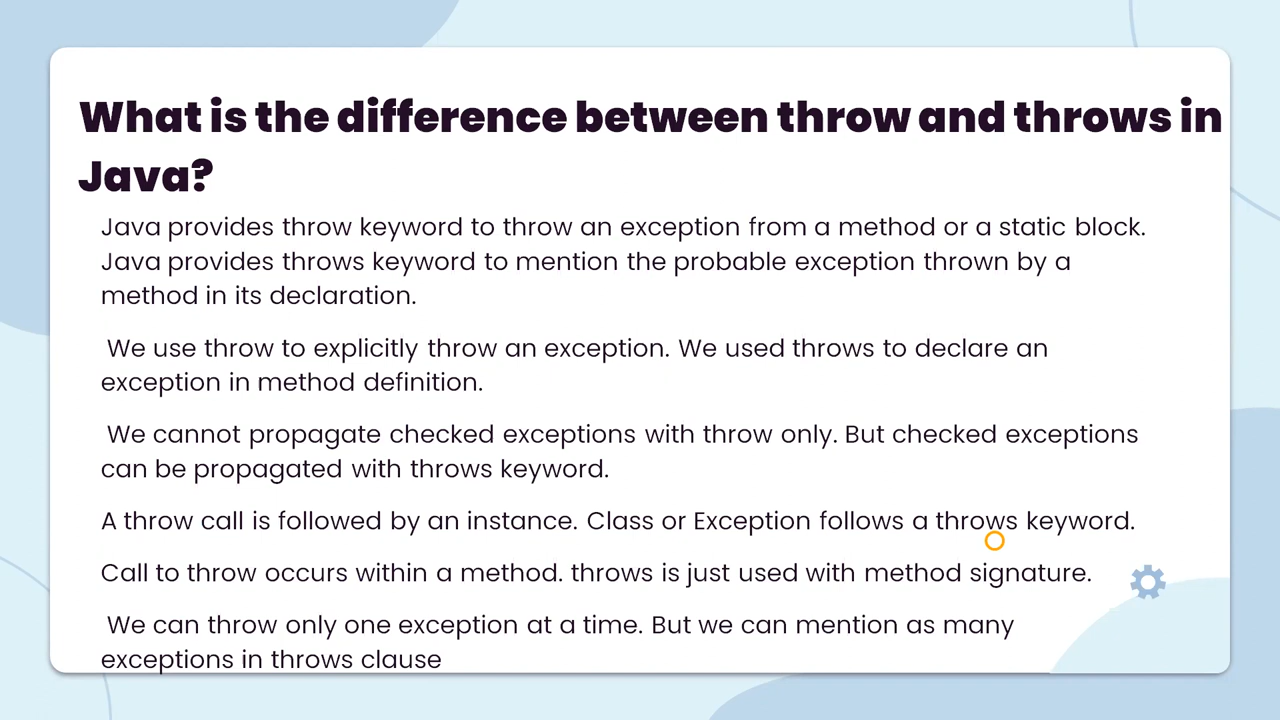 What is the difference between throw and throws in
Java?
Java provides throw keyword to throw an exception from a method or a static block.
Java provides throws keyword to mention the probable exception thrown by a
method in its declaration.
We use throw to explicitly throw an exception. We used throws to declare an
exception in method definition.
We cannot propagate checked exceptions with throw only. But checked exceptions
can be propagated with throws keyword.
A throw call is followed by an instance. Class or Exception follows a throws keyword.
Call to throw occurs within a method. throws is just used with method signature.
We can throw only one exception at a time. But we can mention as many
exceptions in throws clause